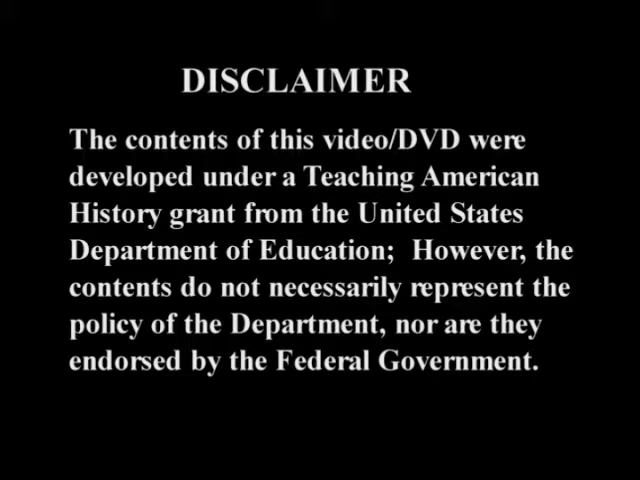 DISCLAIMER
The contents of this video/DVD were
developed under a Teaching American
History grant from the United States
Department of Education;  However, the
contents do not necessarily represent the
policy of the Department, nor are they
endorsed by the Federal Government.